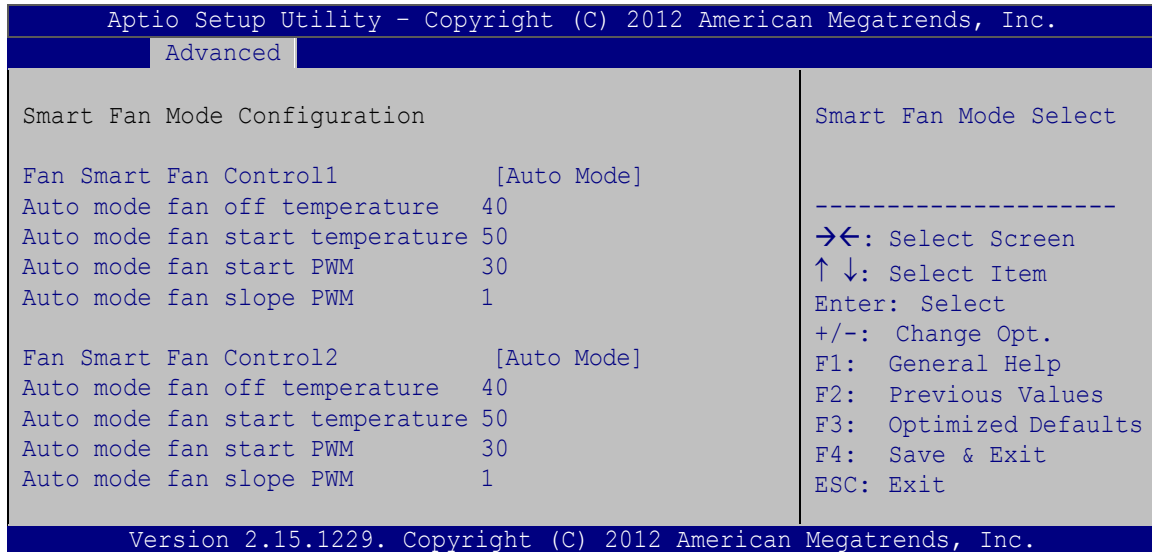 Aptio Setup Utility – Copyright (C) 2012 American Megatrends, Inc.
Advanced
Smart Fan Mode Configuration
Fan Smart Fan Control1 [Auto Mode]
Auto mode fan off temperature 40
Auto mode fan start temperature 50
Auto mode fan start PWM 30
Auto mode fan slope PWM 1
Fan Smart Fan Control2 [Auto Mode]
Auto mode fan off temperature 40
Auto mode fan start temperature 50
Auto mode fan start PWM 30
Auto mode fan slope PWM 1
Smart Fan Mode Select
---------------------
→←: Select Screen
↑ ↓: Select Item
Enter: Select
+/-: Change Opt.
F1: General Help
F2: Previous Values
F3: Optimized Defaults
F4: Save & Exit
ESC: Exit
Version 2.15.1229. Copyright (C) 2012 American Megatrends, Inc.